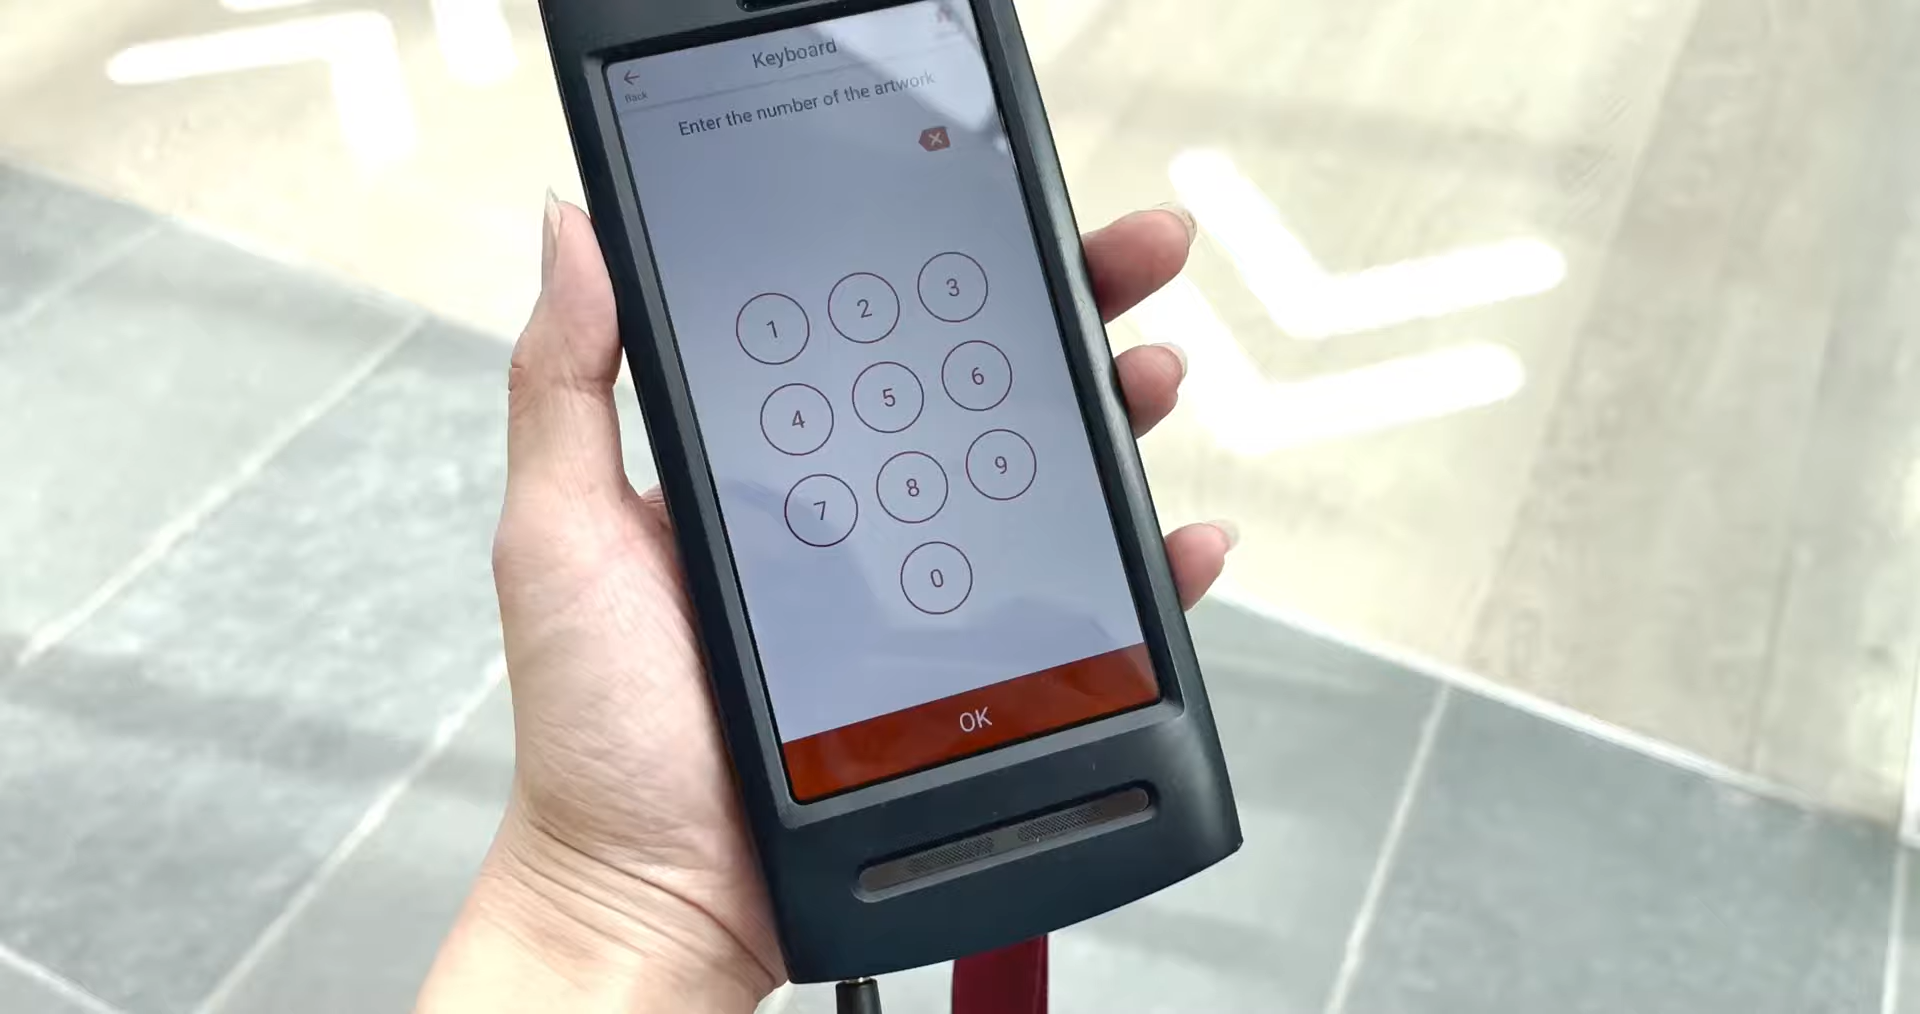 Keyboard
Back
Enter the number of the artwork
1 2 3
4 5 6
7 8 9
0
OK